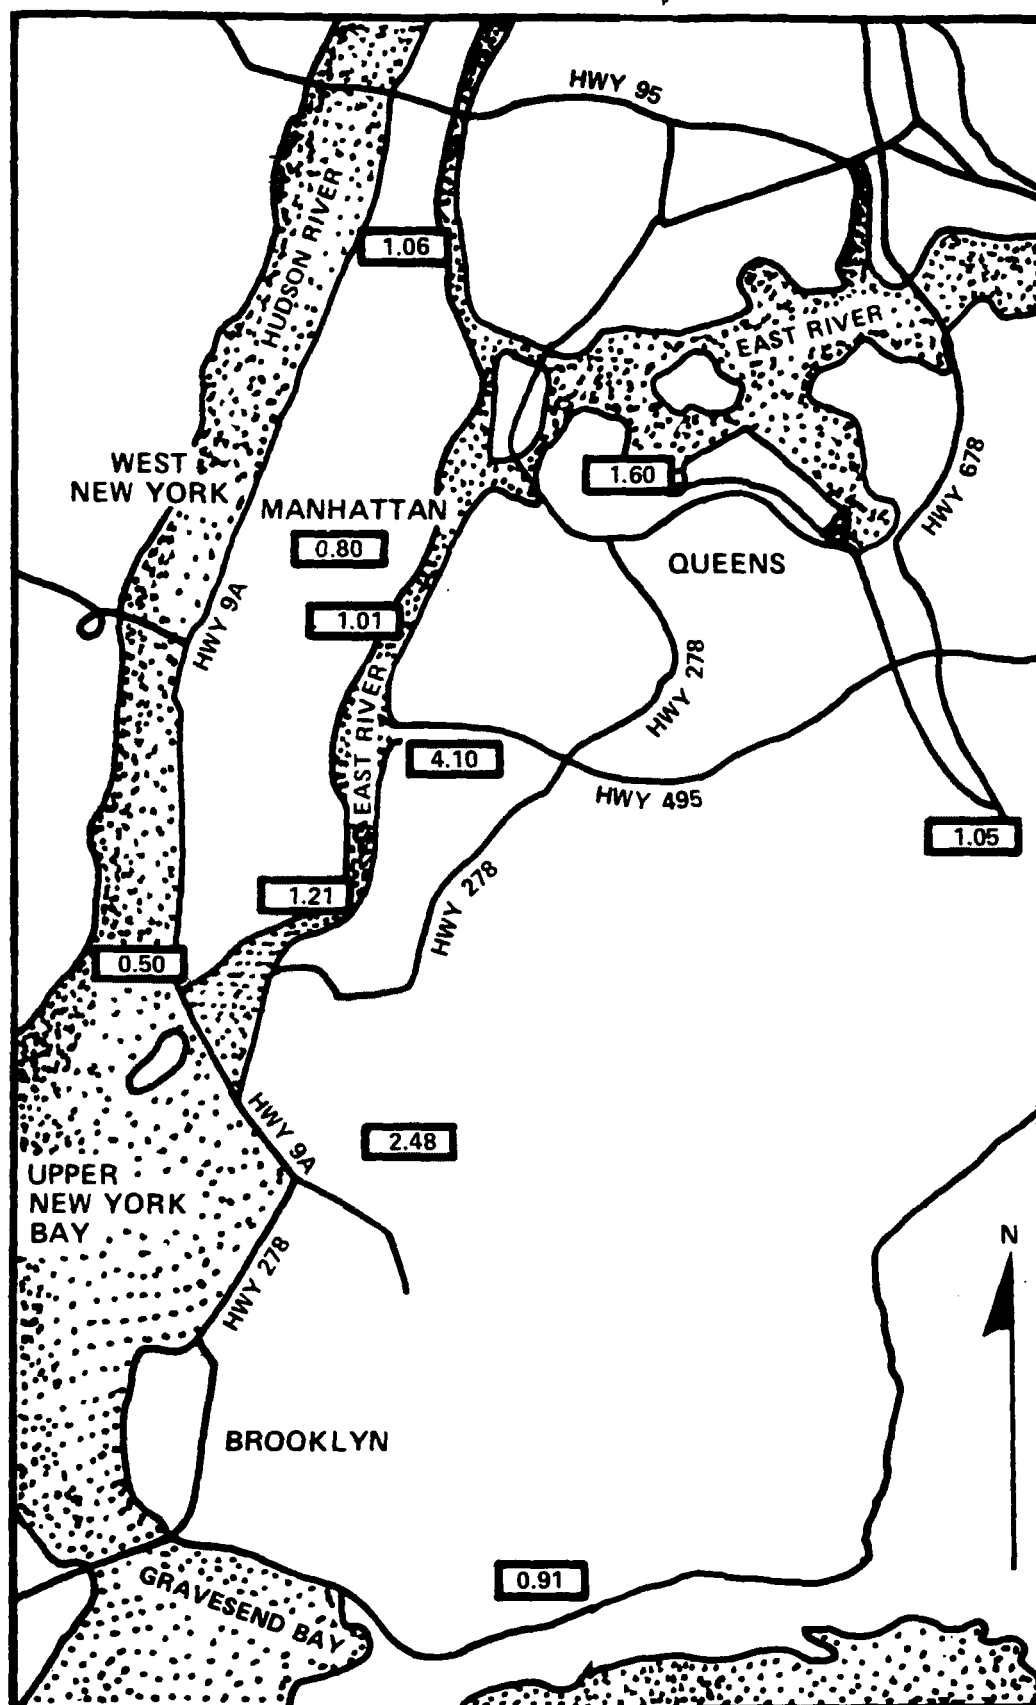 HWY 95
HUDSON RIVER
1.06
EAST RIVER
WEST
NEW YORK
MANHATTAN
1.60
HWY 678
0.80
QUEENS
1.01
HWY 9A
HWY 278
EAST RIVER
4.10
HWY 495
1.05
1.21
HWY 278
0.50
HWY 9A
2.48
UPPER
NEW YORK
BAY
N
HWY 278
BROOKLYN
0.91
GRAVESEND BAY